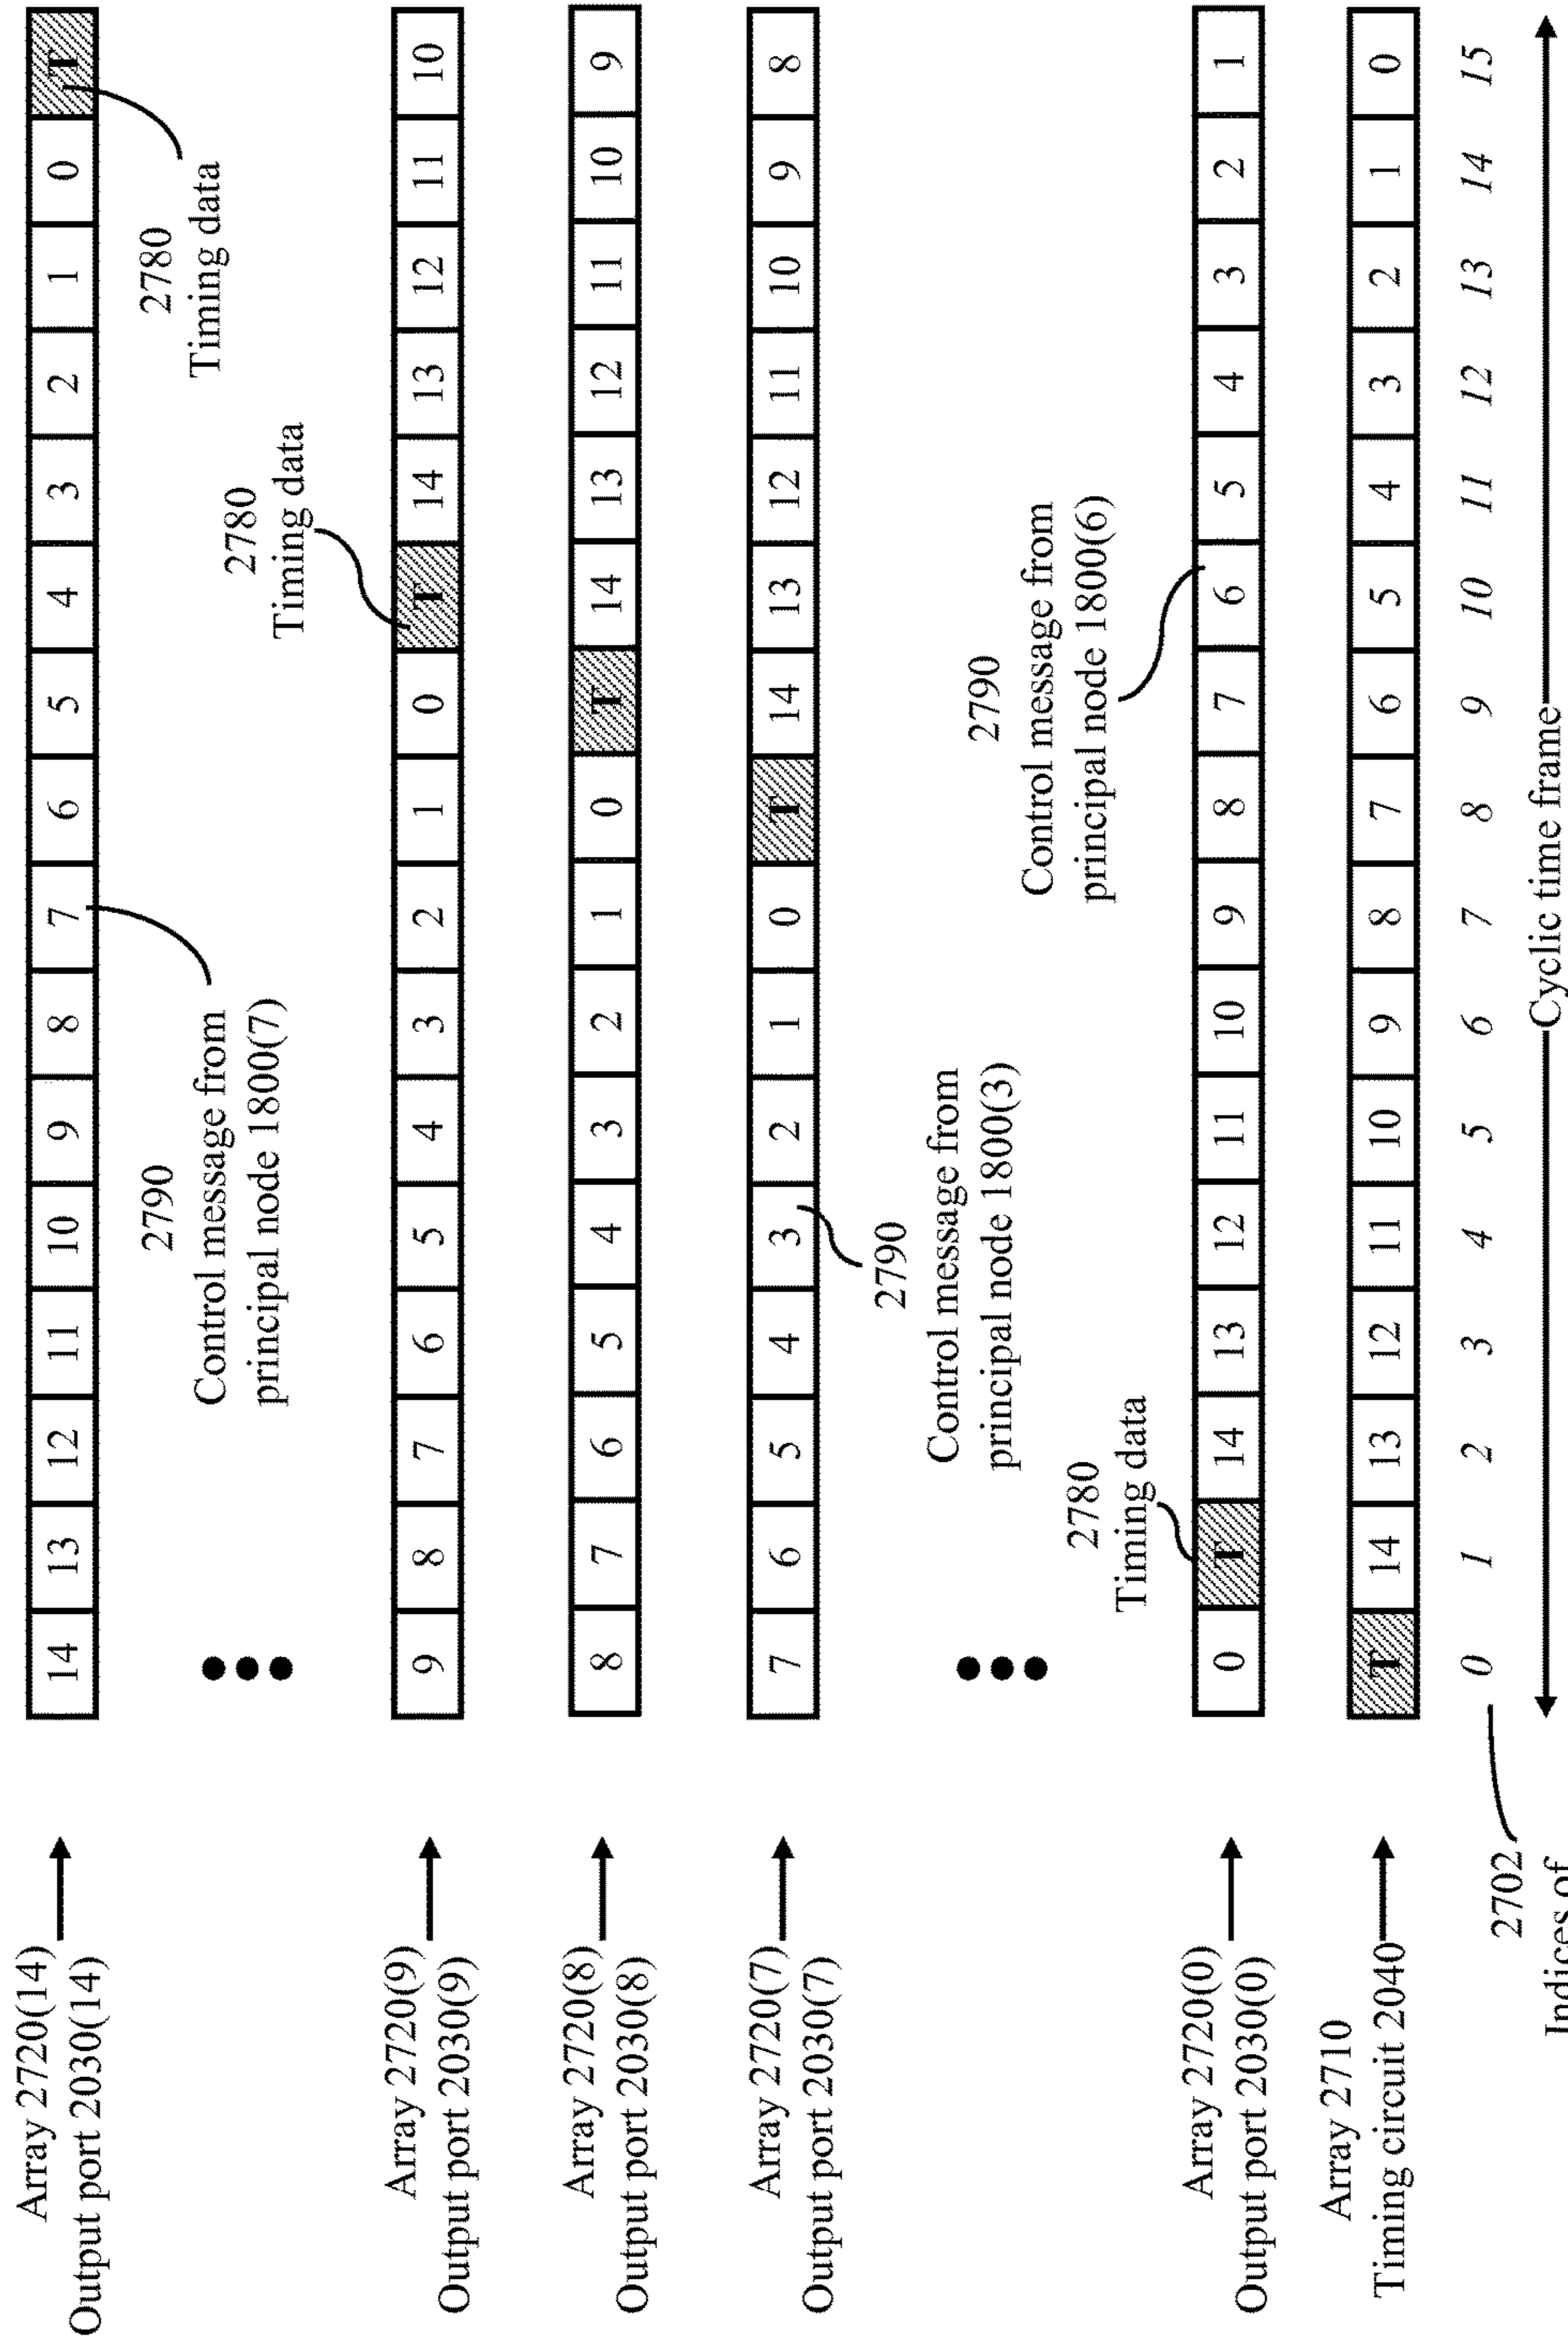 Array 2720(14)
Output port 2030(14)
14 13 12 11 10 9 8 7 6 5 4 3 2 1 0 T
2790
Control message from
principal node 1800(7)
2780
Timing data
2780
Timing data
Array 2720(9)
Output port 2030(9)
9 8 7 6 5 4 3 2 1 0 T 14 13 12 11 10
Array 2720(8)
Output port 2030(8)
8 7 6 5 4 3 2 1 0 T 14 13 12 11 10 9
Array 2720(7)
Output port 2030(7)
7 6 5 4 3 2 1 0 T 14 13 12 11 10 9 8
2790
Control message from
principal node 1800(3)
2790
Control message from
principal node 1800(6)
2780
Timing data
Array 2720(0)
Output port 2030(0)
0 T 14 13 12 11 10 9 8 7 6 5 4 3 2 1
Array 2710
Timing circuit 2040
T 14 13 12 11 10 9 8 7 6 5 4 3 2 1 0
0 1 2 3 4 5 6 7 8 9 10 11 12 13 14 15
2702
Indices of
Cyclic time frame